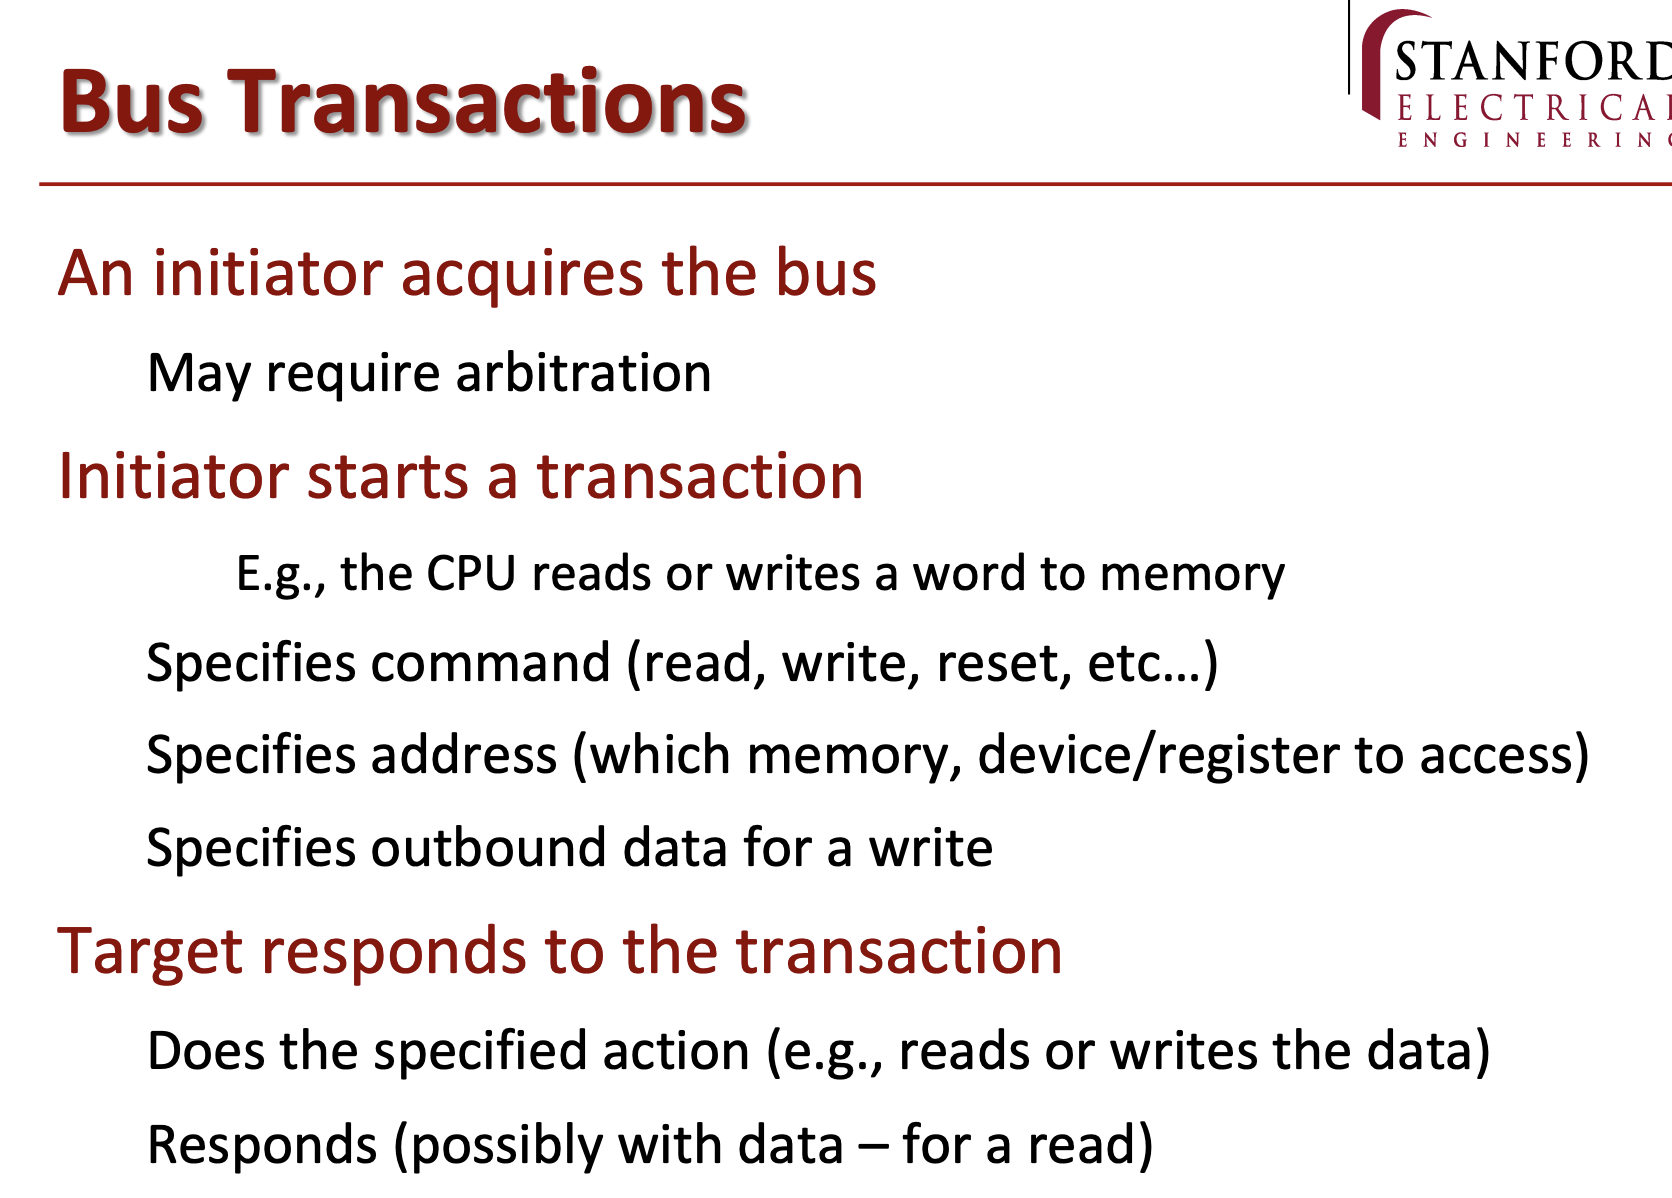 Bus Transactions
STANFORD
ELECTRICAL
ENGINEERING
An initiator acquires the bus
May require arbitration
Initiator starts a transaction
E.g., the CPU reads or writes a word to memory
Specifies command (read, write, reset, etc...)
Specifies address (which memory, device/register to access)
Specifies outbound data for a write
Target responds to the transaction
Does the specified action (e.g., reads or writes the data)
Responds (possibly with data – for a read)